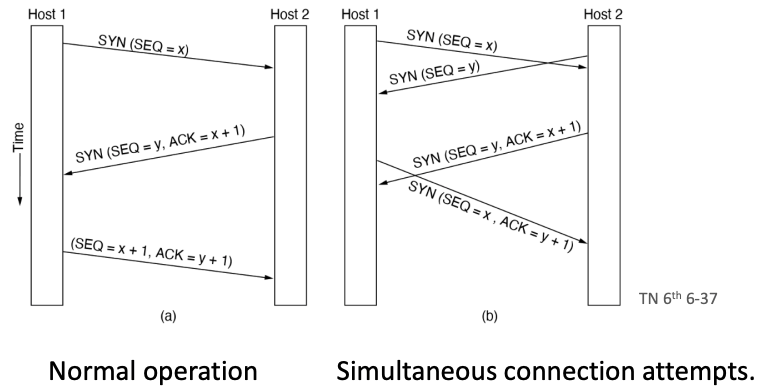 Host 1
Host 2
SYN (SEQ = x)
SYN (SEQ = y, ACK = x + 1)
Time
(SEQ = x + 1, ACK = y + 1)
(a)
Host 1
Host 2
SYN (SEQ = x)
SYN (SEQ = y)
SYN (SEQ = y, ACK = x + 1)
SYN (SEQ = x , ACK = y + 1)
(b)
TN 6th 6-37
Normal operation
Simultaneous connection attempts.